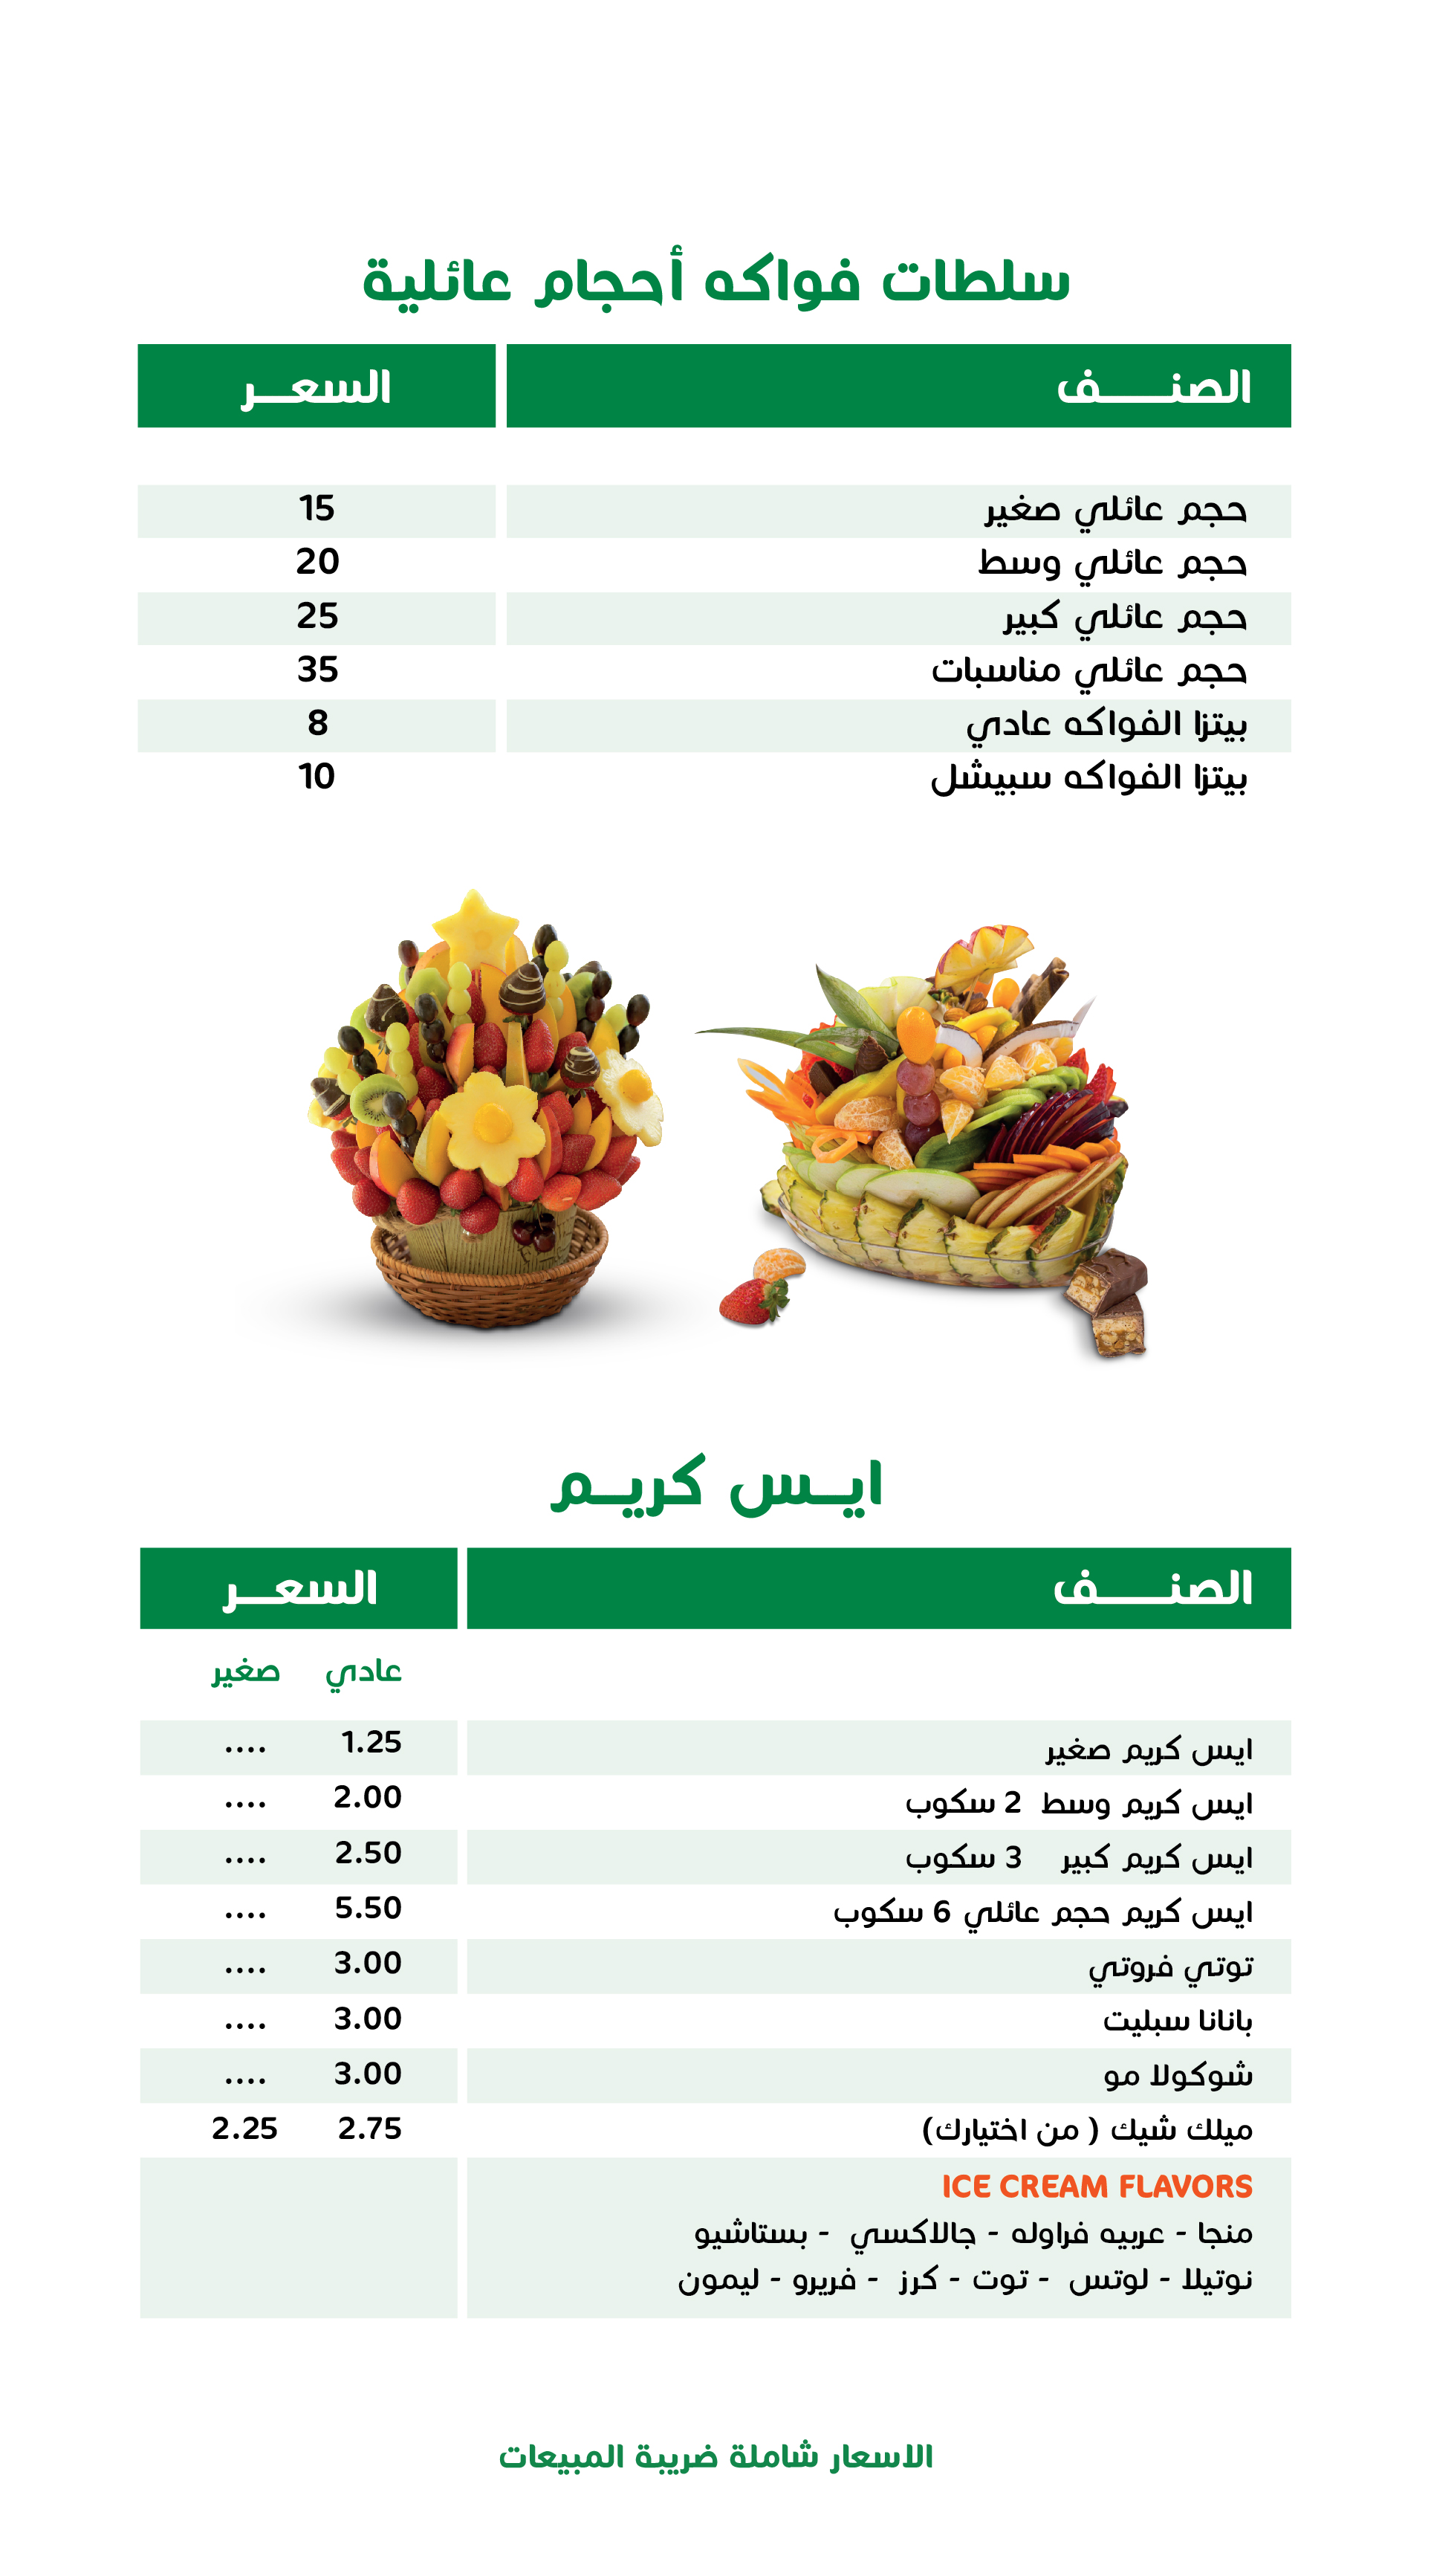 سلطات فواكه أحجام عائلية
الصنـــف السعـــر
حجم عائلي صغير 15
حجم عائلي وسط 20
حجم عائلي كبير 25
حجم عائلي مناسبات 35
بيتزا الفواكه عادي 8
بيتزا الفواكه سبيشل 10
ايــس كريــم
الصنـــف السعـــر
عادي صغير
ايس كريم صغير 1.25 ....
ايس كريم وسط 2 سكوب 2.00 ....
ايس كريم كبير 3 سكوب 2.50 ....
ايس كريم حجم عائلي 6 سكوب 5.50 ....
توتي فروتي 3.00 ....
بانانا سبليت 3.00 ....
شوكولا مو 3.00 ....
ميلك شيك ( من اختيارك) 2.75 2.25
ICE CREAM FLAVORS
منجا - عربيه فراوله - جالاكسي - بستاشيو
نوتيلا - لوتس - توت - كرز - فريرو - ليمون
الاسعار شاملة ضريبة المبيعات